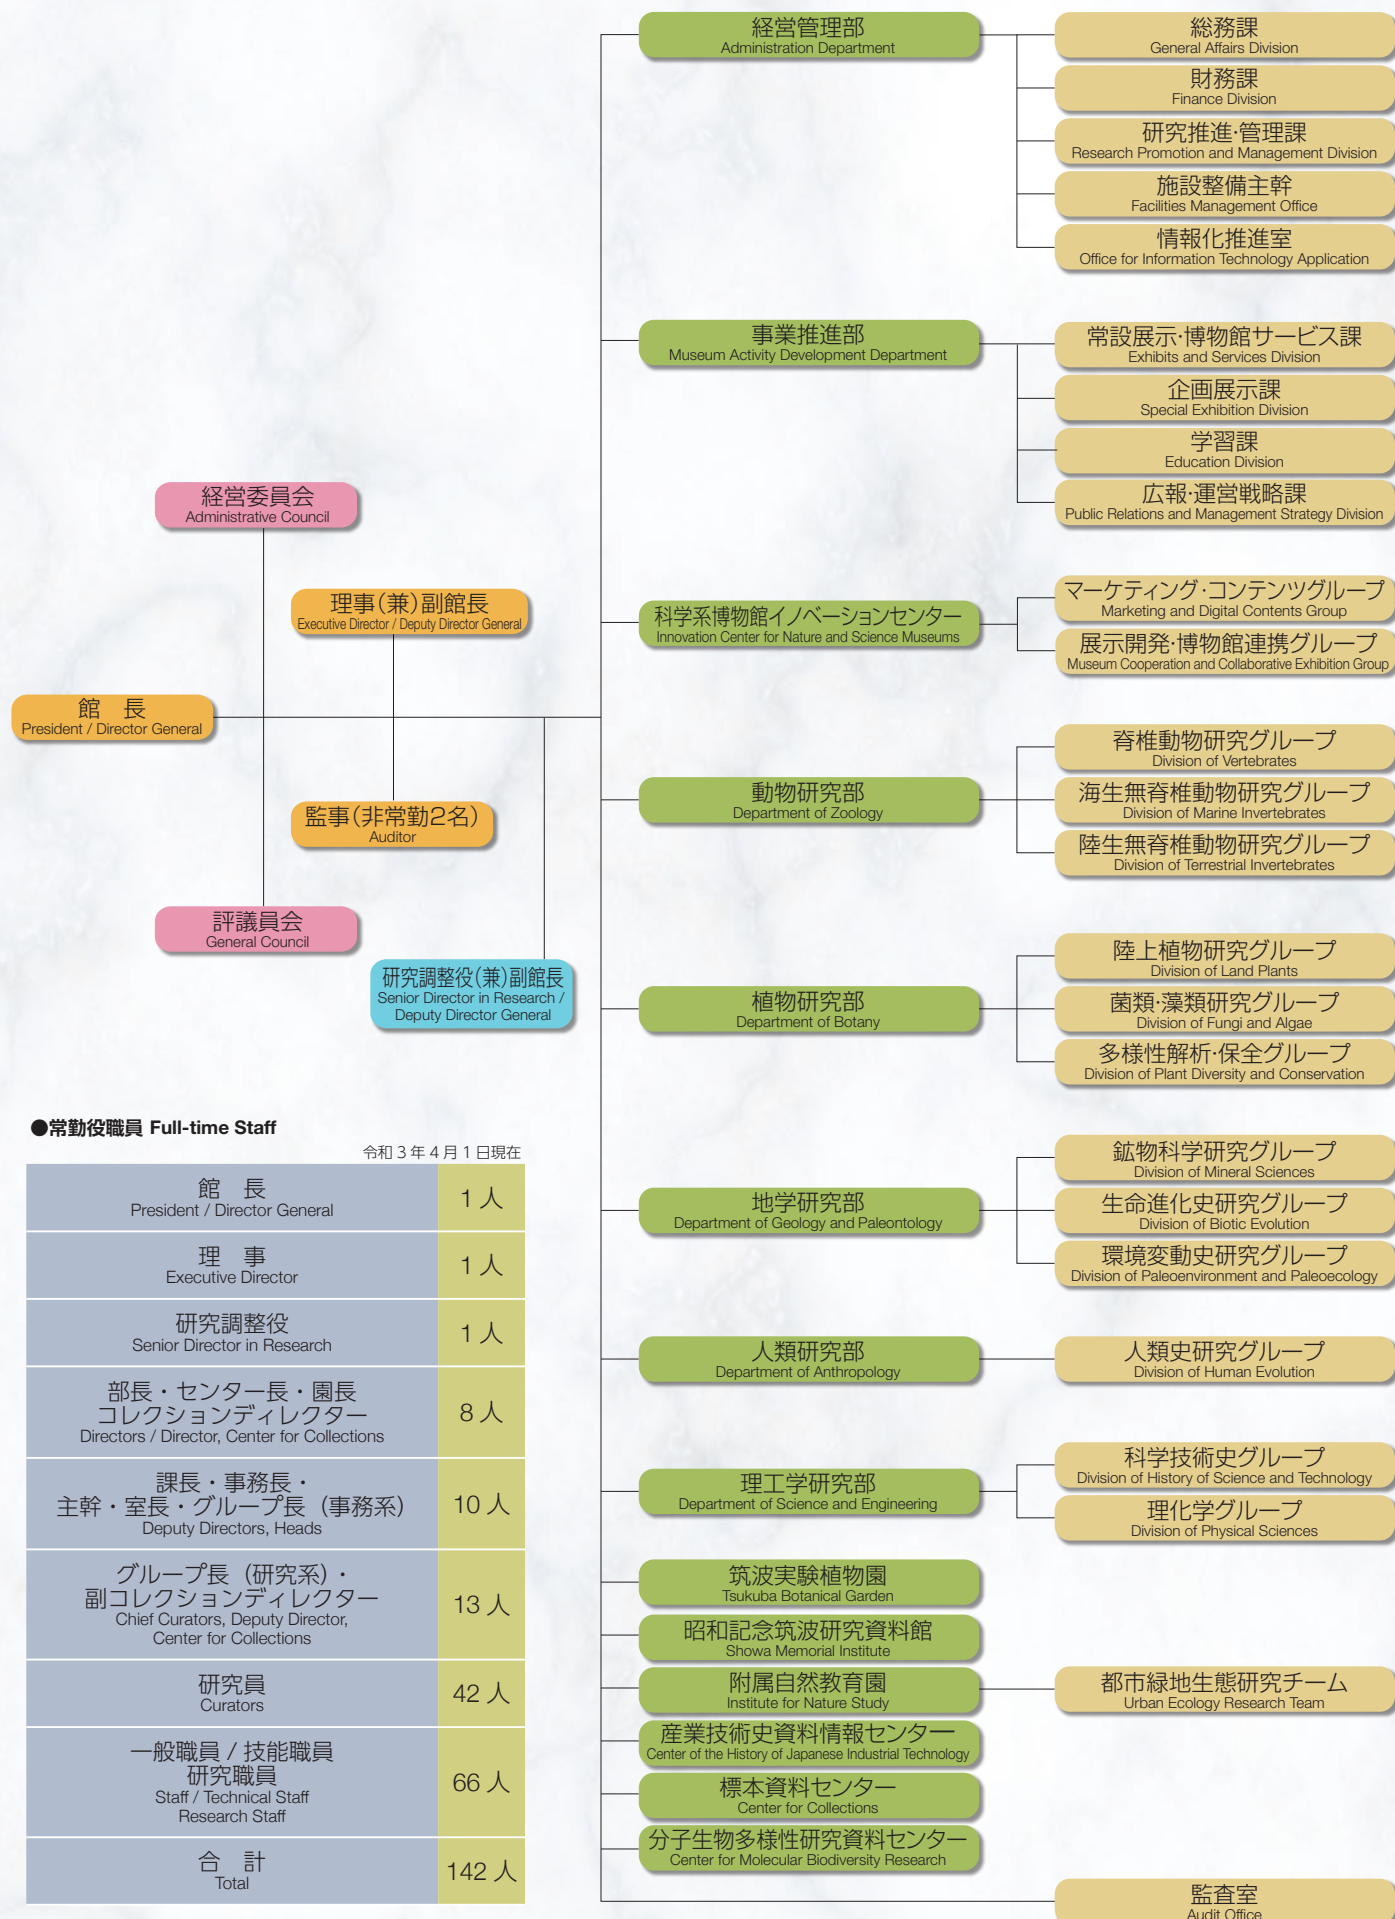 経営管理部
Administration Department
総務課
General Affairs Division
財務課
Finance Division
研究推進・管理課
Research Promotion and Management Division
施設整備主幹
Facilities Management Office
情報化推進室
Office for Information Technology Application
事業推進部
Museum Activity Development Department
常設展示・博物館サービス課
Exhibits and Services Division
企画展示課
Special Exhibition Division
学習課
Education Division
広報・運営戦略課
Public Relations and Management Strategy Division
経営委員会
Administrative Council
理事（兼）副館長
Executive Director / Deputy Director General
館　長
President / Director General
監事（非常勤2名）
Auditor
評議員会
General Council
研究調整役（兼）副館長
Senior Director in Research /
Deputy Director General
科学系博物館イノベーションセンター
Innovation Center for Nature and Science Museums
マーケティング・コンテンツグループ
Marketing and Digital Contents Group
展示開発・博物館連携グループ
Museum Cooperation and Collaborative Exhibition Group
動物研究部
Department of Zoology
脊椎動物研究グループ
Division of Vertebrates
海生無脊椎動物研究グループ
Division of Marine Invertebrates
陸生無脊椎動物研究グループ
Division of Terrestrial Invertebrates
植物研究部
Department of Botany
陸上植物研究グループ
Division of Land Plants
菌類・藻類研究グループ
Division of Fungi and Algae
多様性解析・保全グループ
Division of Plant Diversity and Conservation
地学研究部
Department of Geology and Paleontology
鉱物科学研究グループ
Division of Mineral Sciences
生命進化史研究グループ
Division of Biotic Evolution
環境変動史研究グループ
Division of Paleoenvironment and Paleoecology
人類研究部
Department of Anthropology
人類史研究グループ
Division of Human Evolution
理工学研究部
Department of Science and Engineering
科学技術史グループ
Division of History of Science and Technology
理化学グループ
Division of Physical Sciences
筑波実験植物園
Tsukuba Botanical Garden
昭和記念筑波研究資料館
Showa Memorial Institute
附属自然教育園
Institute for Nature Study
都市緑地生態研究チーム
Urban Ecology Research Team
産業技術史資料情報センター
Center of the History of Japanese Industrial Technology
標本資料センター
Center for Collections
分子生物多様性研究資料センター
Center for Molecular Biodiversity Research
監査室
Audit Office
●常勤役職員 Full-time Staff
令和 3 年 4 月 1 日現在
館　長
President / Director General
1 人
理　事
Executive Director
1 人
研究調整役
Senior Director in Research
1 人
部長・センター長・園長
コレクションディレクター
Directors / Director, Center for Collections
8 人
課長・事務長・
主幹・室長・グループ長（事務系）
Deputy Directors, Heads
10 人
グループ長（研究系）・
副コレクションディレクター
Chief Curators, Deputy Director,
Center for Collections
13 人
研究員
Curators
42 人
一般職員 / 技能職員
研究職員
Staff / Technical Staff
Research Staff
66 人
合　計
Total
142 人